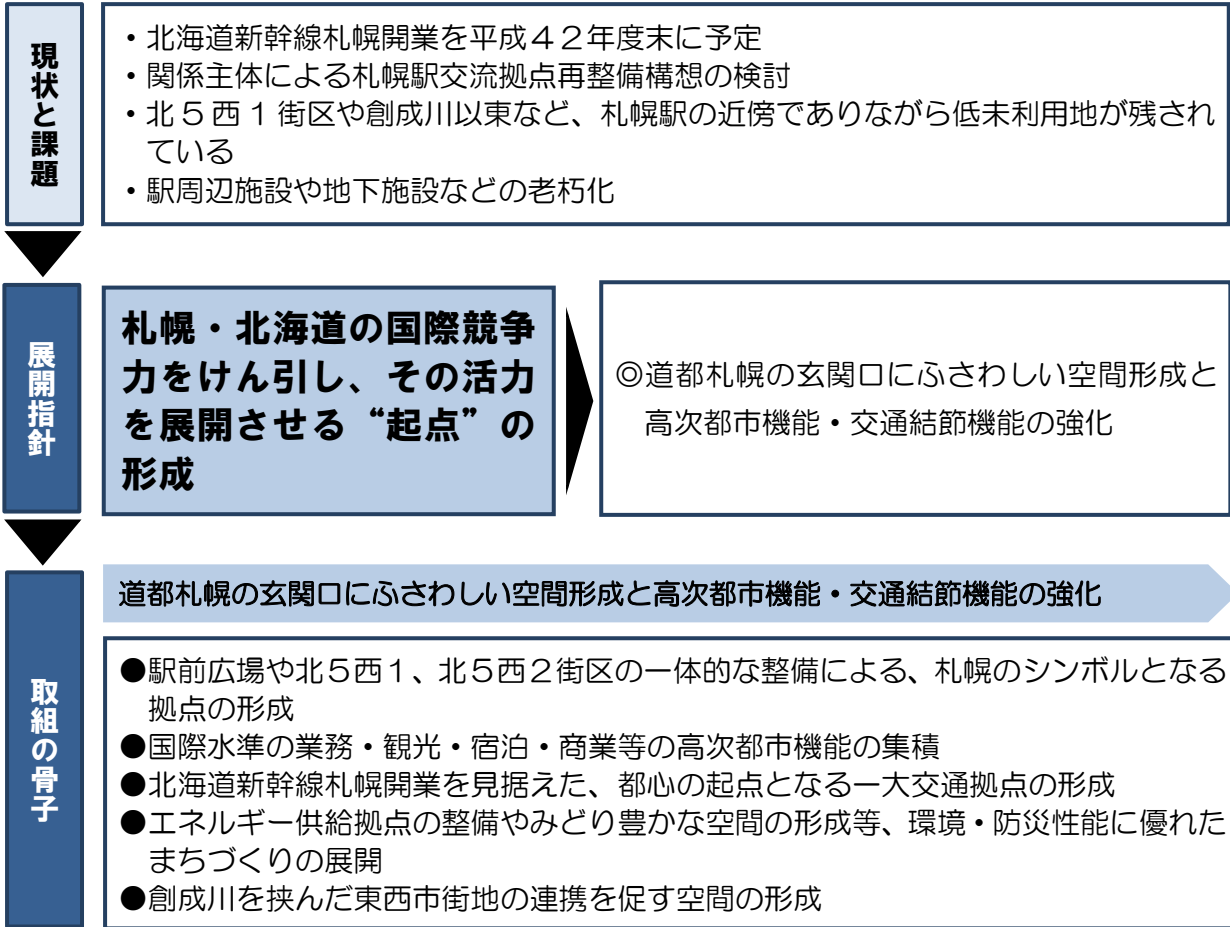 現状と課題
・北海道新幹線札幌開業を平成４２年度末に予定
・関係主体による札幌駅交流拠点再整備構想の検討
・北５西１街区や創成川以東など、札幌駅の近傍でありながら低未利用地が残され
ている
・駅周辺施設や地下施設などの老朽化
展開指針
札幌・北海道の国際競争
力をけん引し、その活力
を展開させる“起点”の
形成
◎道都札幌の玄関口にふさわしい空間形成と
高次都市機能・交通結節機能の強化
取組の骨子
道都札幌の玄関口にふさわしい空間形成と高次都市機能・交通結節機能の強化
●駅前広場や北５西１、北５西２街区の一体的な整備による、札幌のシンボルとなる
拠点の形成
●国際水準の業務・観光・宿泊・商業等の高次都市機能の集積
●北海道新幹線札幌開業を見据えた、都心の起点となる一大交通拠点の形成
●エネルギー供給拠点の整備やみどり豊かな空間の形成等、環境・防災性能に優れた
まちづくりの展開
●創成川を挟んだ東西市街地の連携を促す空間の形成